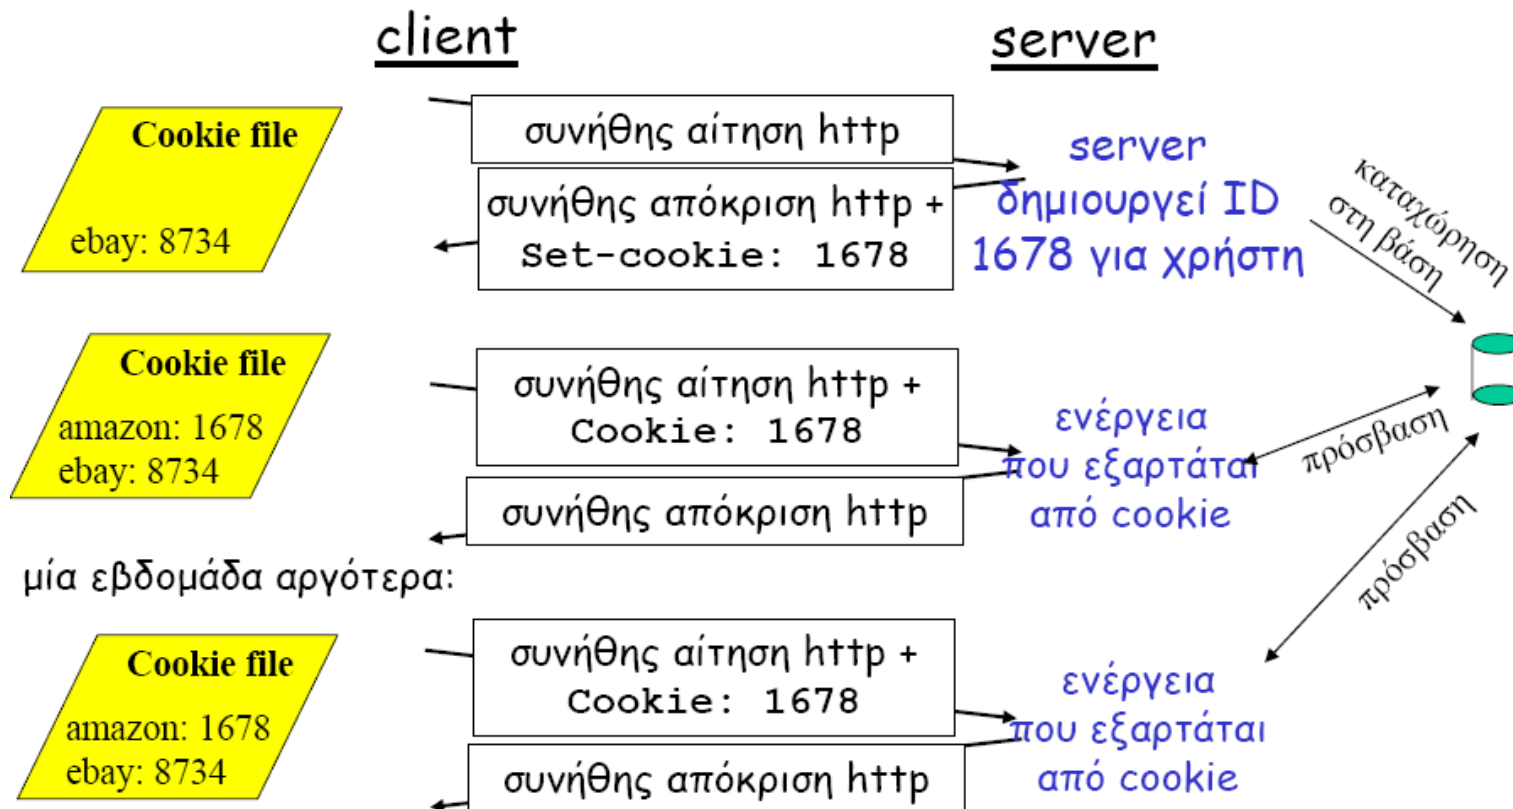 client
server
Cookie file
ebay: 8734
συνήθης αίτηση http
συνήθης απόκριση http +
Set-cookie: 1678
server
δημιουργεί ID
1678 για χρήστη
καταχώρηση
στη βάση
Cookie file
amazon: 1678
ebay: 8734
συνήθης αίτηση http +
Cookie: 1678
συνήθης απόκριση http
ενέργεια
που εξαρτάται
από cookie
πρόσβαση
πρόσβαση
μία εβδομάδα αργότερα:
Cookie file
amazon: 1678
ebay: 8734
συνήθης αίτηση http +
Cookie: 1678
συνήθης απόκριση http
ενέργεια
που εξαρτάται
από cookie